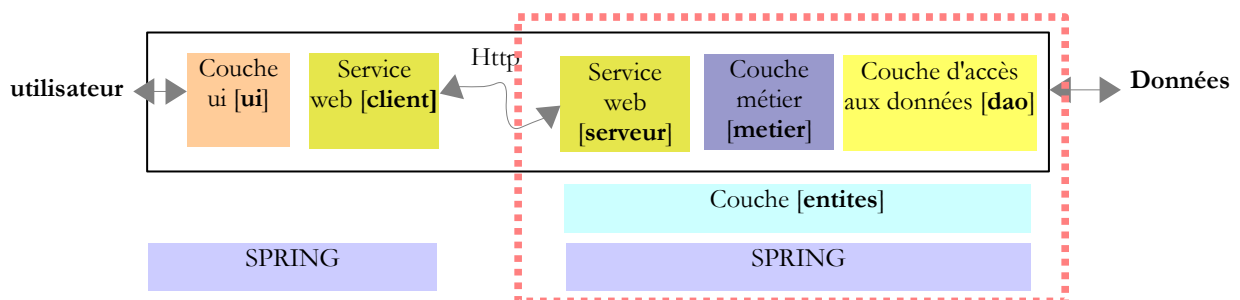 Http
utilisateur
Couche
ui [ui]
Service
web [client]
Service
web
[serveur]
Couche
métier
[metier]
Couche d'accès
aux données [dao]
Données
Couche [entites]
SPRING
SPRING